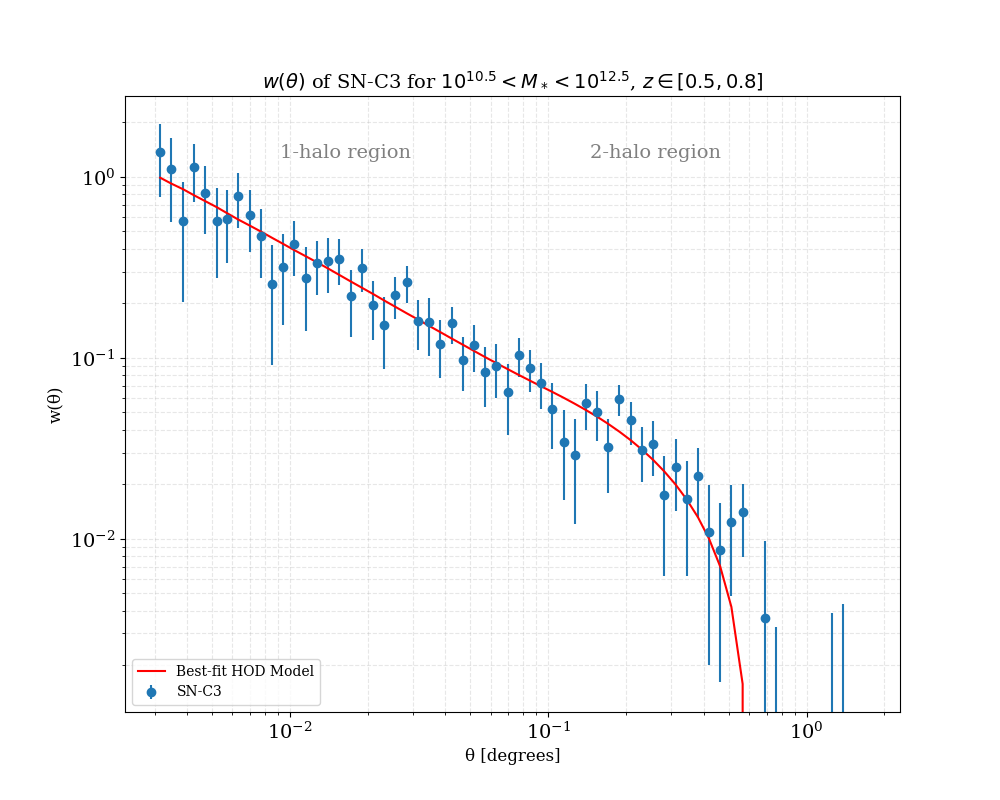 w(θ) of SN-C3 for 10^10.5 < M_* < 10^12.5, z ∈ [0.5, 0.8]
1-halo region
2-halo region
10^0
10^-1
10^-2
w(θ)
Best-fit HOD Model
SN-C3
10^-2
10^-1
10^0
θ [degrees]